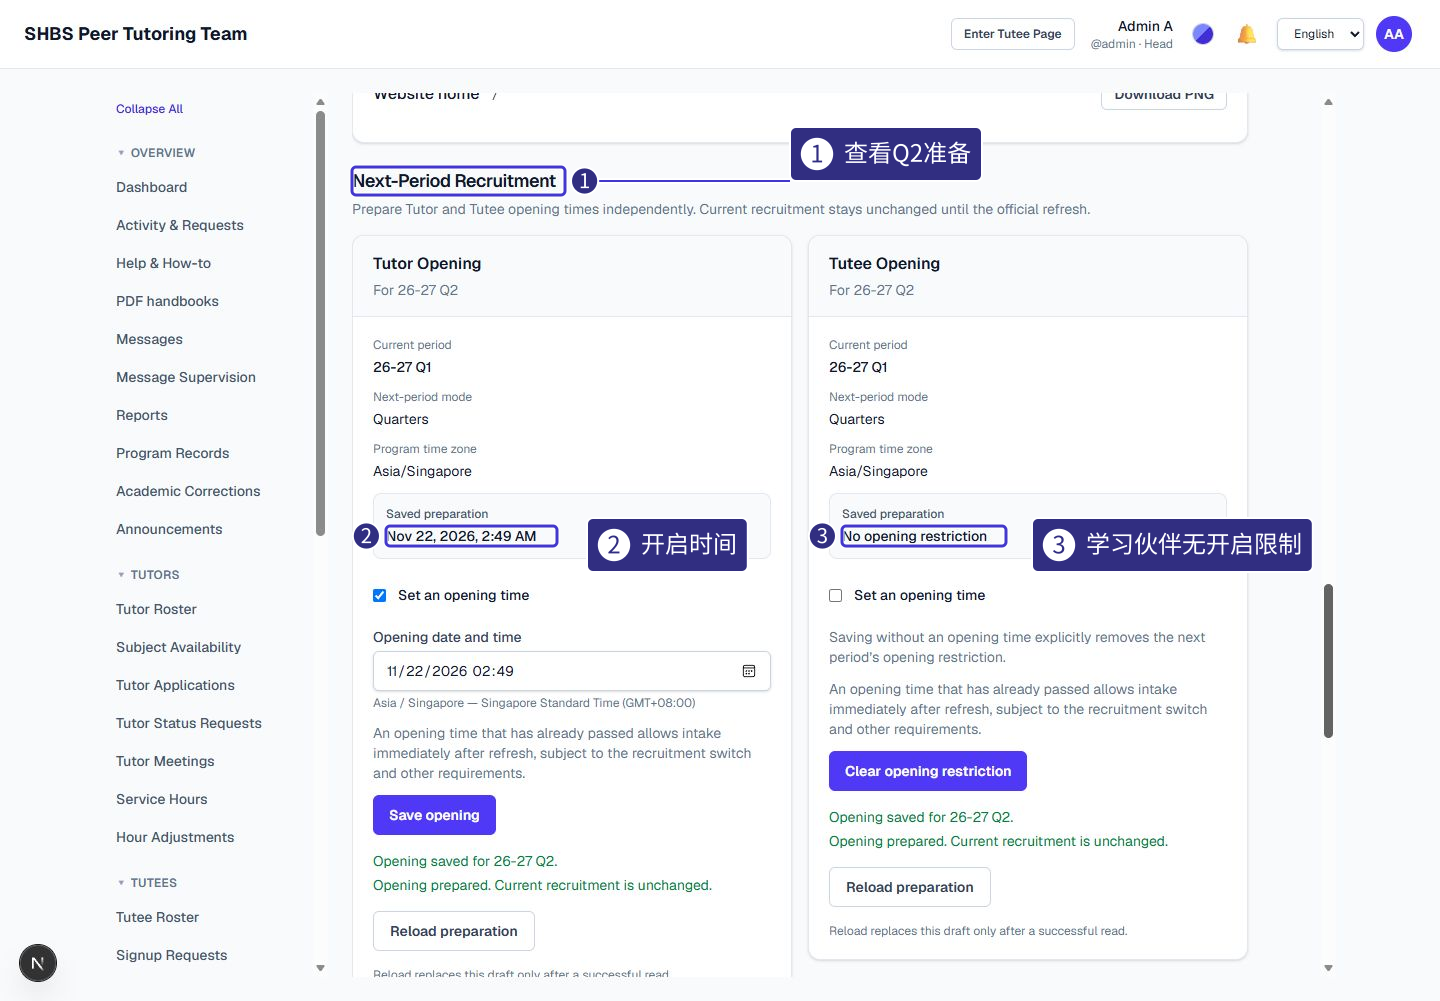 SHBS Peer Tutoring Team
Enter Tutee Page
Admin A
@admin · Head
English
AA
Collapse All
OVERVIEW
Dashboard
Activity & Requests
Help & How-to
PDF handbooks
Messages
Message Supervision
Reports
Program Records
Academic Corrections
Announcements
TUTORS
Tutor Roster
Subject Availability
Tutor Applications
Tutor Status Requests
Tutor Meetings
Service Hours
Hour Adjustments
TUTEES
Tutee Roster
Signup Requests
N
Website home /
Download PNG
1 查看Q2准备
Next-Period Recruitment 1
Prepare Tutor and Tutee opening times independently. Current recruitment stays unchanged until the official refresh.
Tutor Opening
For 26-27 Q2
Current period
26-27 Q1
Next-period mode
Quarters
Program time zone
Asia/Singapore
Saved preparation
2 Nov 22, 2026, 2:49 AM
2 开启时间
Set an opening time
Opening date and time
11/22/2026 02:49
Asia / Singapore — Singapore Standard Time (GMT+08:00)
An opening time that has already passed allows intake
immediately after refresh, subject to the recruitment switch
and other requirements.
Save opening
Opening saved for 26-27 Q2.
Opening prepared. Current recruitment is unchanged.
Reload preparation
Reload replaces this draft only after a successful read.
Tutee Opening
For 26-27 Q2
Current period
26-27 Q1
Next-period mode
Quarters
Program time zone
Asia/Singapore
Saved preparation
3 No opening restriction
3 学习伙伴无开启限制
Set an opening time
Saving without an opening time explicitly removes the next
period's opening restriction.
An opening time that has already passed allows intake
immediately after refresh, subject to the recruitment switch
and other requirements.
Clear opening restriction
Opening saved for 26-27 Q2.
Opening prepared. Current recruitment is unchanged.
Reload preparation
Reload replaces this draft only after a successful read.